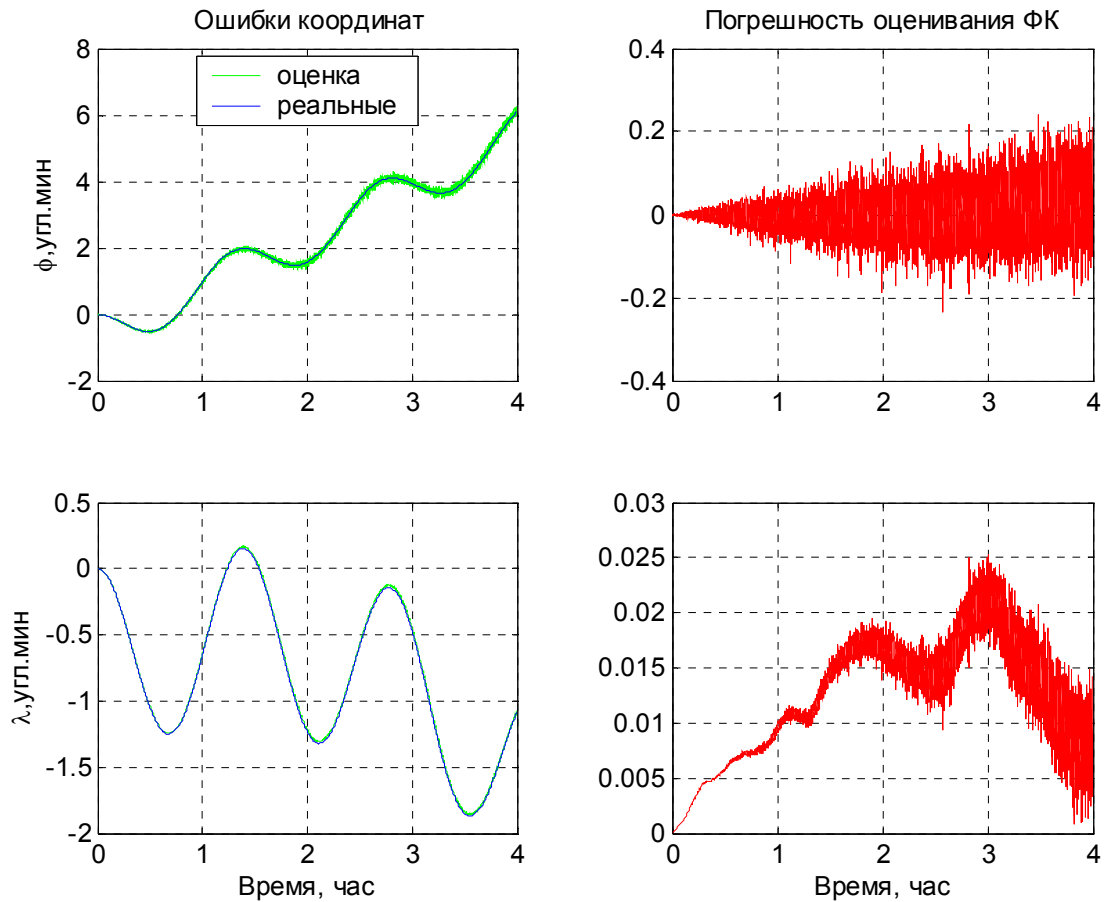 Ошибки координат
Погрешность оценивания ФК
оценка
реальные
ϕ,угл.мин
8
6
4
2
0
-2
0 1 2 3 4
0.4
0.2
0
-0.2
-0.4
0 1 2 3 4
λ,угл.мин
0.5
0
-0.5
-1
-1.5
-2
0 1 2 3 4
Время, час
0.03
0.025
0.02
0.015
0.01
0.005
0
0 1 2 3 4
Время, час